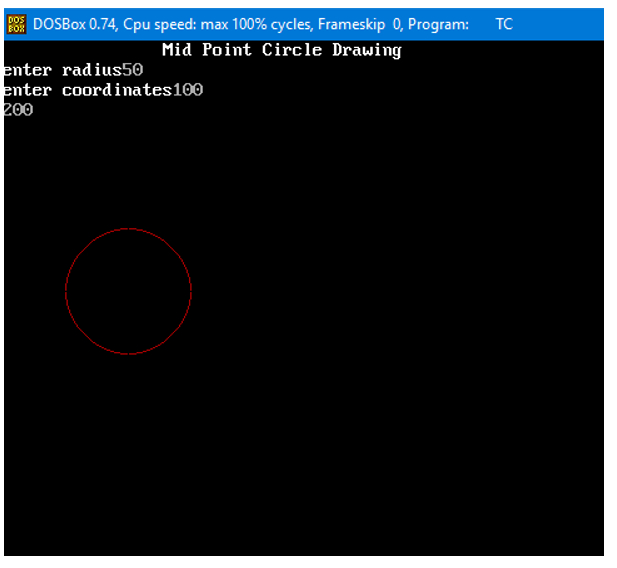 DOS BOX DOSBox 0.74, Cpu speed: max 100% cycles, Frameskip 0, Program: TC
Mid Point Circle Drawing
enter radius50
enter coordinates100
200